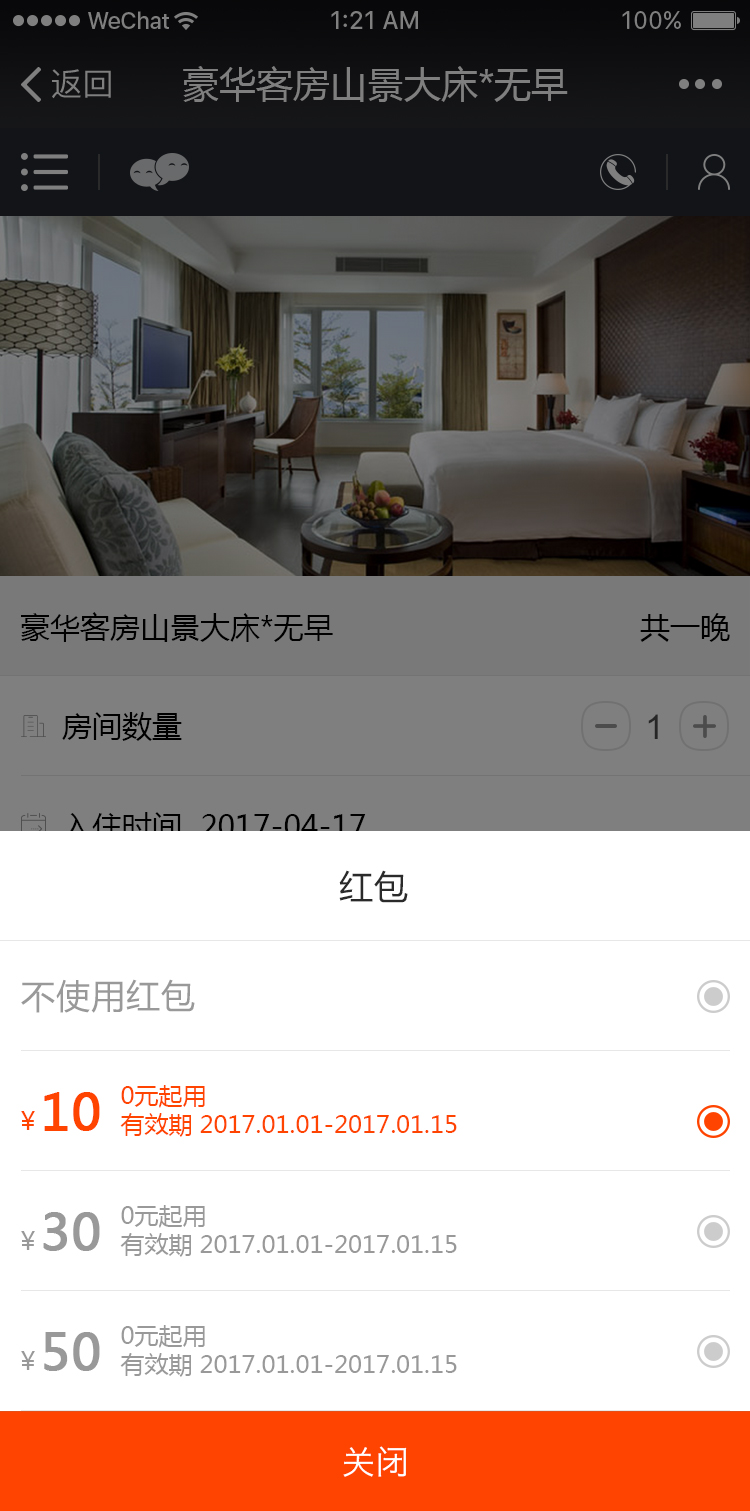 WeChat 1:21 AM 100%
返回 豪华客房山景大床*无早
豪华客房山景大床*无早 共一晚
房间数量 1
入住时间 2017-04-17
红包
不使用红包
0元起用
¥10
有效期 2017.01.01-2017.01.15
0元起用
¥30
有效期 2017.01.01-2017.01.15
0元起用
¥50
有效期 2017.01.01-2017.01.15
关闭